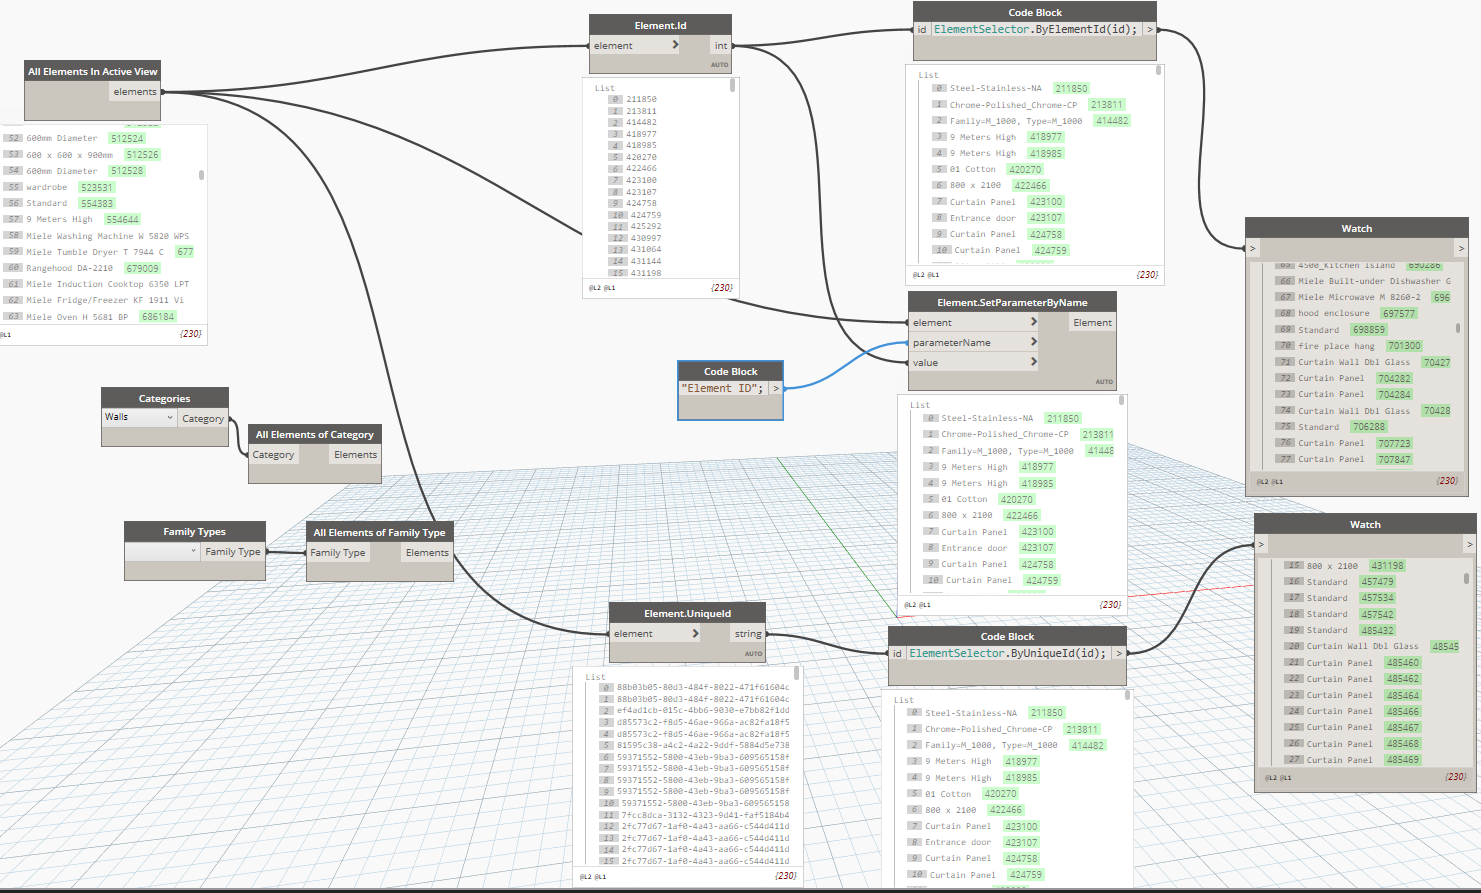 All Elements In Active View
elements
52 600mm Diameter 512524
53 600 x 600 x 900mm 512526
54 600mm Diameter 512528
55 wardrobe 523531
56 Standard 554383
57 9 Meters High 554644
58 Miele Washing Machine W 5820 WPS
59 Miele Tumble Dryer T 7944 C 677
60 Rangehood DA-2210 679009
61 Miele Induction Cooktop 6350 LPT
62 Miele Fridge/Freezer KF 1911 Vi
63 Miele Oven H 5681 BP 686184
@L1 {230}
Element.Id
element > int
AUTO
List
0 211850
1 213811
2 414482
3 418977
4 418985
5 420270
6 422466
7 423100
8 423107
9 424758
10 424759
11 425292
12 430997
13 431064
14 431144
15 431198
@L2 @L1 {230}
Code Block
id ElementSelector.ByElementId(id); >
List
0 Steel-Stainless-NA 211850
1 Chrome-Polished_Chrome-CP 213811
2 Family=M_1000, Type=M_1000 414482
3 9 Meters High 418977
4 9 Meters High 418985
5 01 Cotton 420270
6 800 x 2100 422466
7 Curtain Panel 423100
8 Entrance door 423107
9 Curtain Panel 424758
10 Curtain Panel 424759
@L2 @L1 {230}
Watch
> >
65 4500_Kitchen Island 690286
66 Miele Built-under Dishwasher G
67 Miele Microwave M 8260-2 696
68 hood enclosure 697577
69 Standard 698859
70 fire place hang 701300
71 Curtain Wall Dbl Glass 70427
72 Curtain Panel 704282
73 Curtain Panel 704284
74 Curtain Wall Dbl Glass 70428
75 Standard 706288
76 Curtain Panel 707723
77 Curtain Panel 707847
@L2 @L1 {230}
Element.SetParameterByName
element > Element
parameterName >
value >
AUTO
List
0 Steel-Stainless-NA 211850
1 Chrome-Polished_Chrome-CP 213811
2 Family=M_1000, Type=M_1000 41448
3 9 Meters High 418977
4 9 Meters High 418985
5 01 Cotton 420270
6 800 x 2100 422466
7 Curtain Panel 423100
8 Entrance door 423107
9 Curtain Panel 424758
10 Curtain Panel 424759
@L2 @L1 {230}
Code Block
"Element ID"; >
Categories
Walls Category
All Elements of Category
Category Elements
Family Types
Family Type
All Elements of Family Type
Family Type Elements
Element.UniqueId
element > string
AUTO
List
0 88b03b05-80d3-484f-8022-471f61604c
1 88b03b05-80d3-484f-8022-471f61604c
2 ef4ad1cb-015c-4bb6-9030-e7bb82f1dd
3 d85573c2-f8d5-46ae-966a-ac82fa18f5
4 d85573c2-f8d5-46ae-966a-ac82fa18f5
5 81595c38-a4c2-4a22-9ddf-5884d5e738
6 59371552-5800-43eb-9ba3-609565158f
7 59371552-5800-43eb-9ba3-609565158f
8 59371552-5800-43eb-9ba3-609565158f
9 59371552-5800-43eb-9ba3-609565158f
10 59371552-5800-43eb-9ba3-609565158
11 7fcc8dca-3132-4323-9d41-faf5184b4
12 2fc77d67-1af0-4a43-aa66-c544d411d
13 2fc77d67-1af0-4a43-aa66-c544d411d
14 2fc77d67-1af0-4a43-aa66-c544d411d
15 2fc77d67-1af0-4a43-aa66-c544d411d
@L2 @L1 {230}
Code Block
id ElementSelector.ByUniqueId(id); >
List
0 Steel-Stainless-NA 211850
1 Chrome-Polished_Chrome-CP 213811
2 Family=M_1000, Type=M_1000 414482
3 9 Meters High 418977
4 9 Meters High 418985
5 01 Cotton 420270
6 800 x 2100 422466
7 Curtain Panel 423100
8 Entrance door 423107
9 Curtain Panel 424758
10 Curtain Panel 424759
Watch
> >
15 800 x 2100 431198
16 Standard 457479
17 Standard 457534
18 Standard 457542
19 Standard 485432
20 Curtain Wall Dbl Glass 48545
21 Curtain Panel 485460
22 Curtain Panel 485462
23 Curtain Panel 485464
24 Curtain Panel 485466
25 Curtain Panel 485467
26 Curtain Panel 485468
27 Curtain Panel 485469
@L2 @L1 {230}